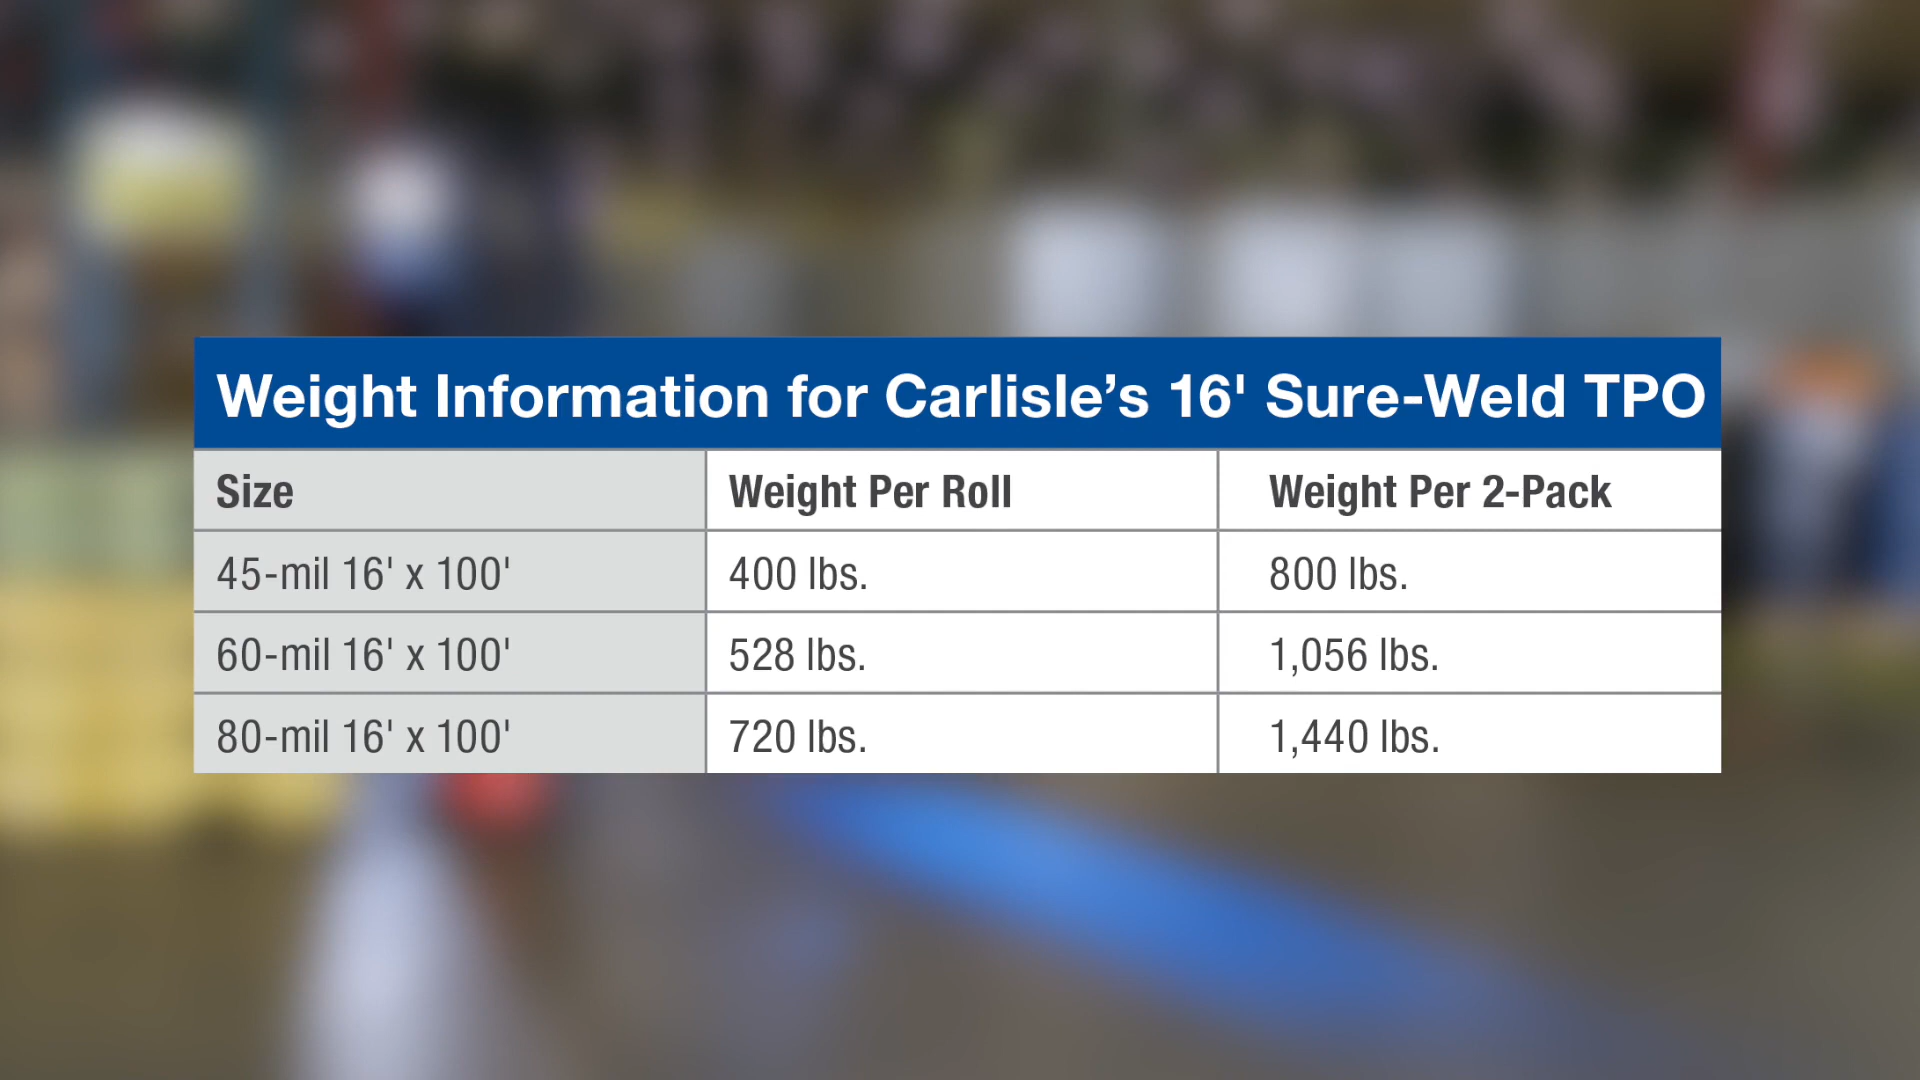 Weight Information for Carlisle’s 16' Sure-Weld TPO
Size Weight Per Roll Weight Per 2-Pack
45-mil 16' x 100' 400 lbs. 800 lbs.
60-mil 16' x 100' 528 lbs. 1,056 lbs.
80-mil 16' x 100' 720 lbs. 1,440 lbs.